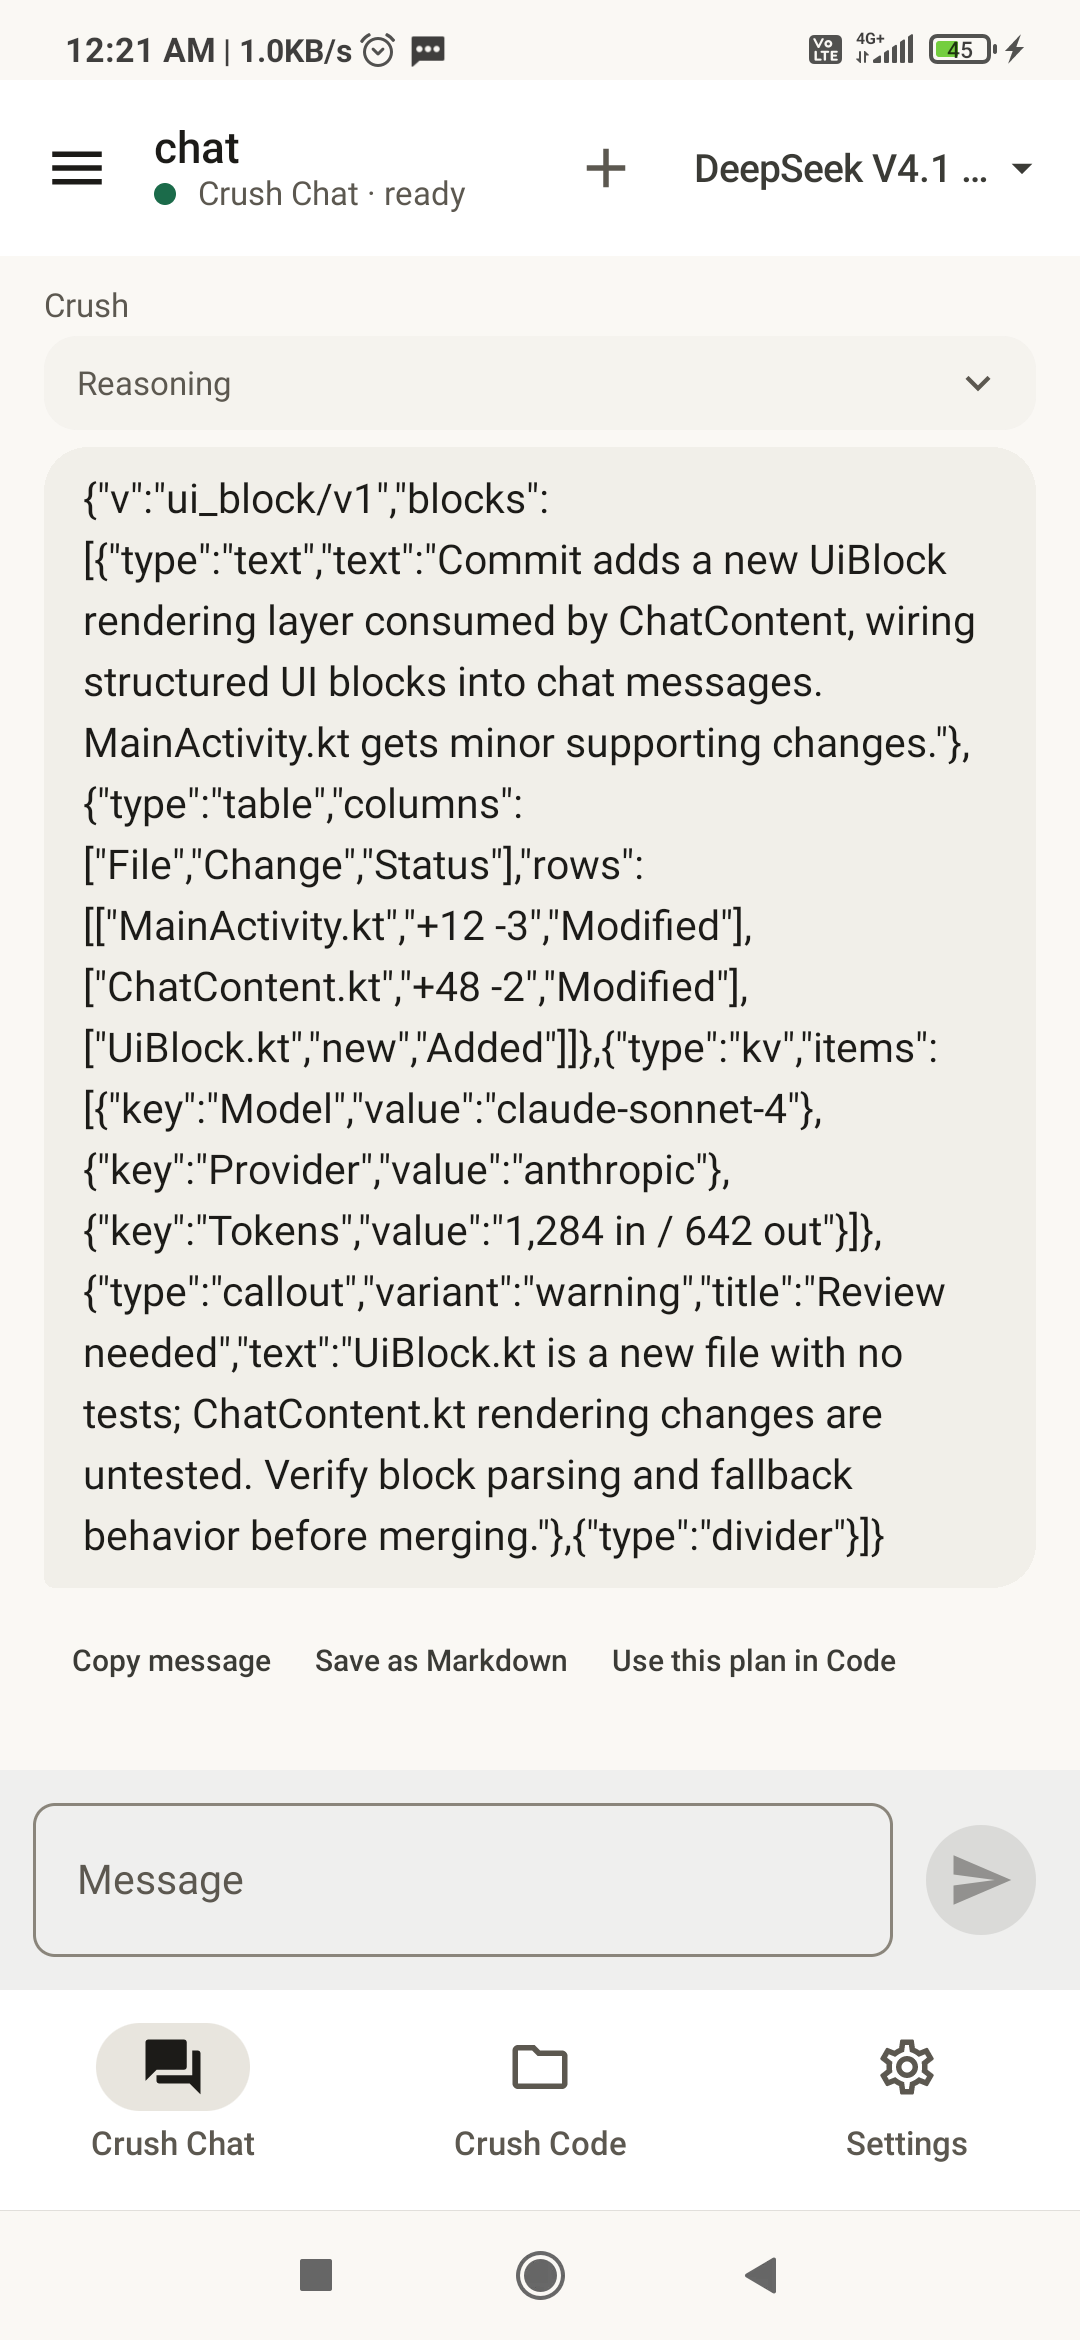 12:21 AM | 1.0KB/s
Vo LTE 4G+ 45
chat
Crush Chat · ready
DeepSeek V4.1 ...
Crush
Reasoning
{"v":"ui_block/v1","blocks":
[{"type":"text","text":"Commit adds a new UiBlock
rendering layer consumed by ChatContent, wiring
structured UI blocks into chat messages.
MainActivity.kt gets minor supporting changes."},
{"type":"table","columns":
["File","Change","Status"],"rows":
[["MainActivity.kt","+12 -3","Modified"],
["ChatContent.kt","+48 -2","Modified"],
["UiBlock.kt","new","Added"]]},{"type":"kv","items":
[{"key":"Model","value":"claude-sonnet-4"},
{"key":"Provider","value":"anthropic"},
{"key":"Tokens","value":"1,284 in / 642 out"}]},
{"type":"callout","variant":"warning","title":"Review
needed","text":"UiBlock.kt is a new file with no
tests; ChatContent.kt rendering changes are
untested. Verify block parsing and fallback
behavior before merging."},{"type":"divider"}]}
Copy message Save as Markdown Use this plan in Code
Message
Crush Chat Crush Code Settings